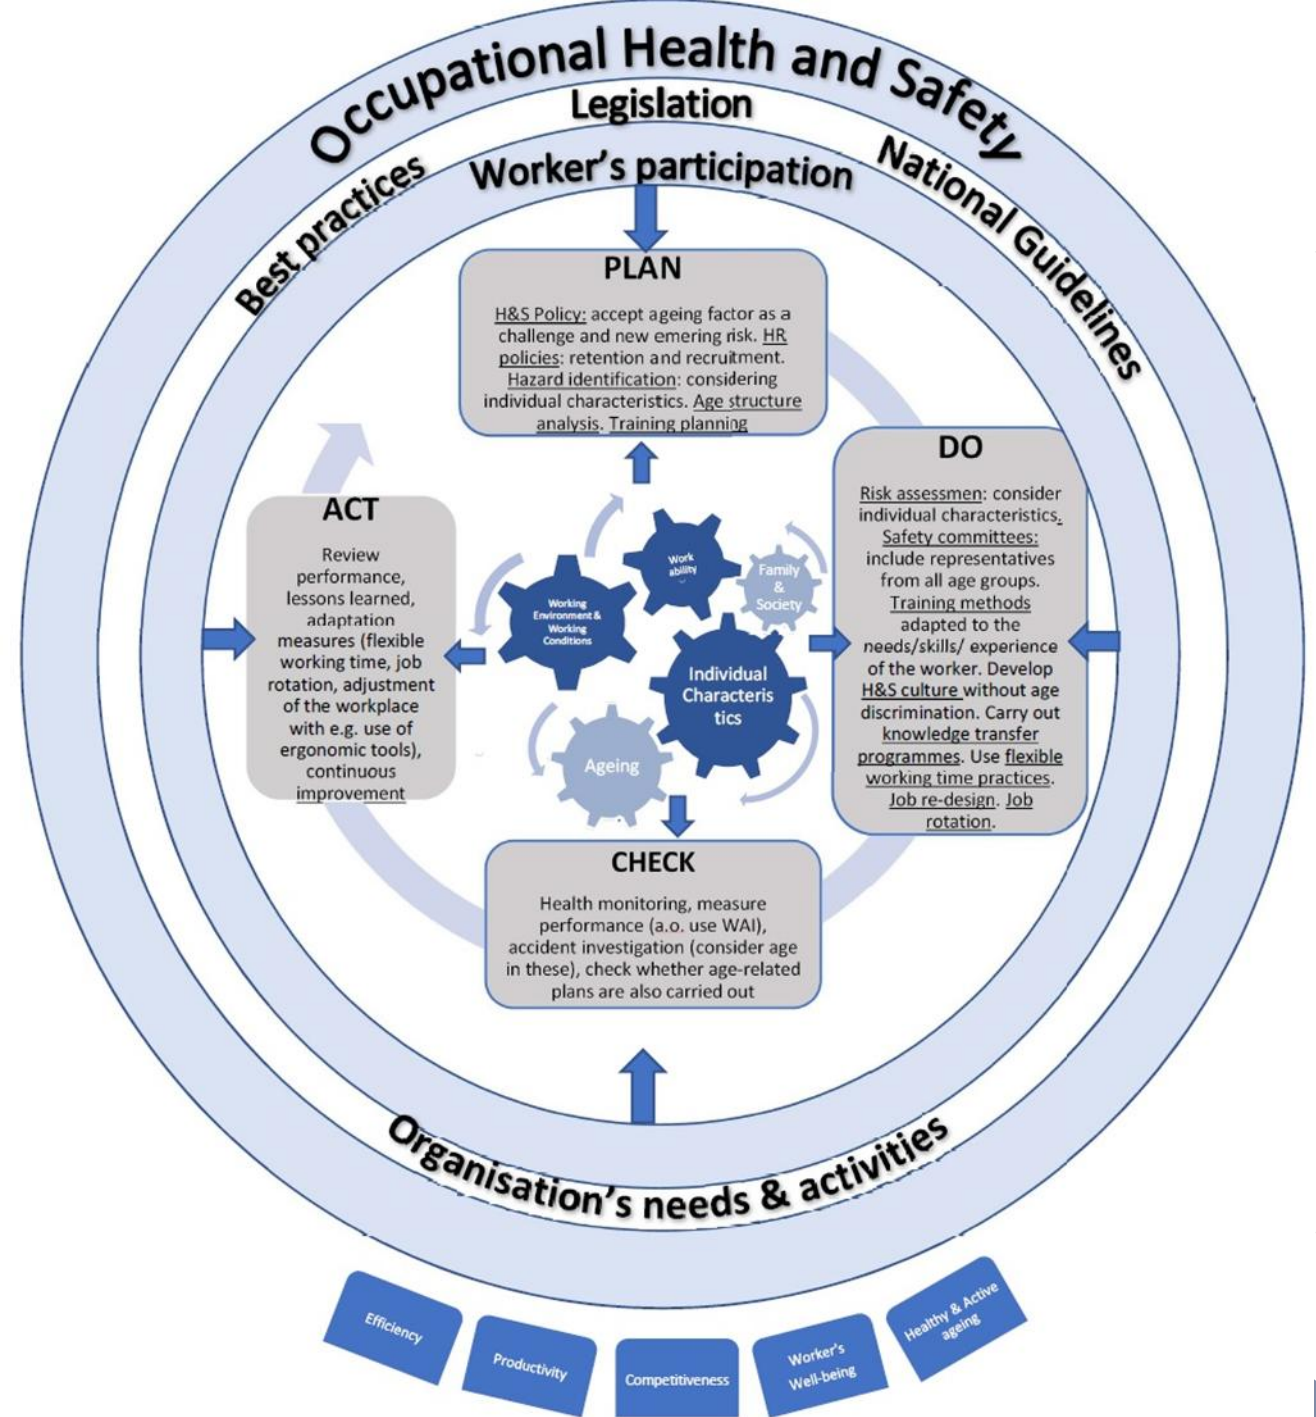 Occupational Health and Safety
Legislation
Best practices
National Guidelines
Worker's participation
PLAN
H&S Policy: accept ageing factor as a
challenge and new emering risk. HR
policies: retention and recruitment.
Hazard identification: considering
individual characteristics. Age structure
analysis. Training planning
DO
Risk assessmen: consider
individual characteristics.
Safety committees:
include representatives
from all age groups.
Training methods
adapted to the
needs/skills/ experience
of the worker. Develop
H&S culture without age
discrimination. Carry out
knowledge transfer
programmes. Use flexible
working time practices.
Job re-design. Job
rotation.
ACT
Review
performance,
lessons learned,
adaptation
measures (flexible
working time, job
rotation, adjustment
of the workplace
with e.g. use of
ergonomic tools),
continuous
improvement
Work
ability
Family
&
Society
Working
Environment &
Working
Conditions
Individual
Characteris
tics
Ageing
CHECK
Health monitoring, measure
performance (a.o. use WAI),
accident investigation (consider age
in these), check whether age-related
plans are also carried out
Organisation's needs & activities
Efficiency
Productivity
Competitiveness
Worker's
Well-being
Healthy & Active
ageing